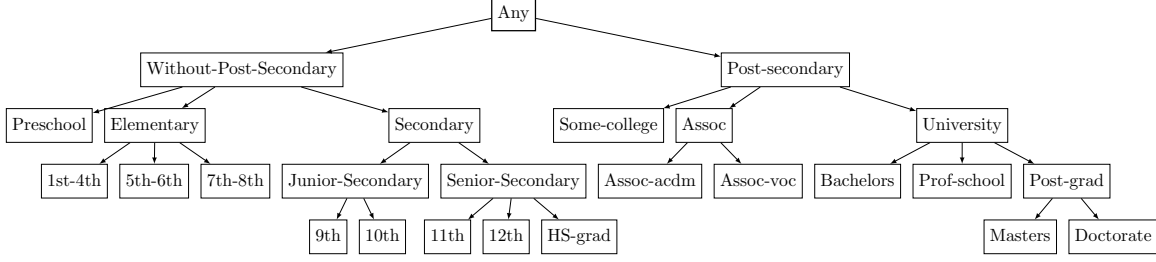 Any
Without-Post-Secondary
Post-secondary
Preschool
Elementary
Secondary
Some-college
Assoc
University
1st-4th
5th-6th
7th-8th
Junior-Secondary
Senior-Secondary
Assoc-acdm
Assoc-voc
Bachelors
Prof-school
Post-grad
9th
10th
11th
12th
HS-grad
Masters
Doctorate